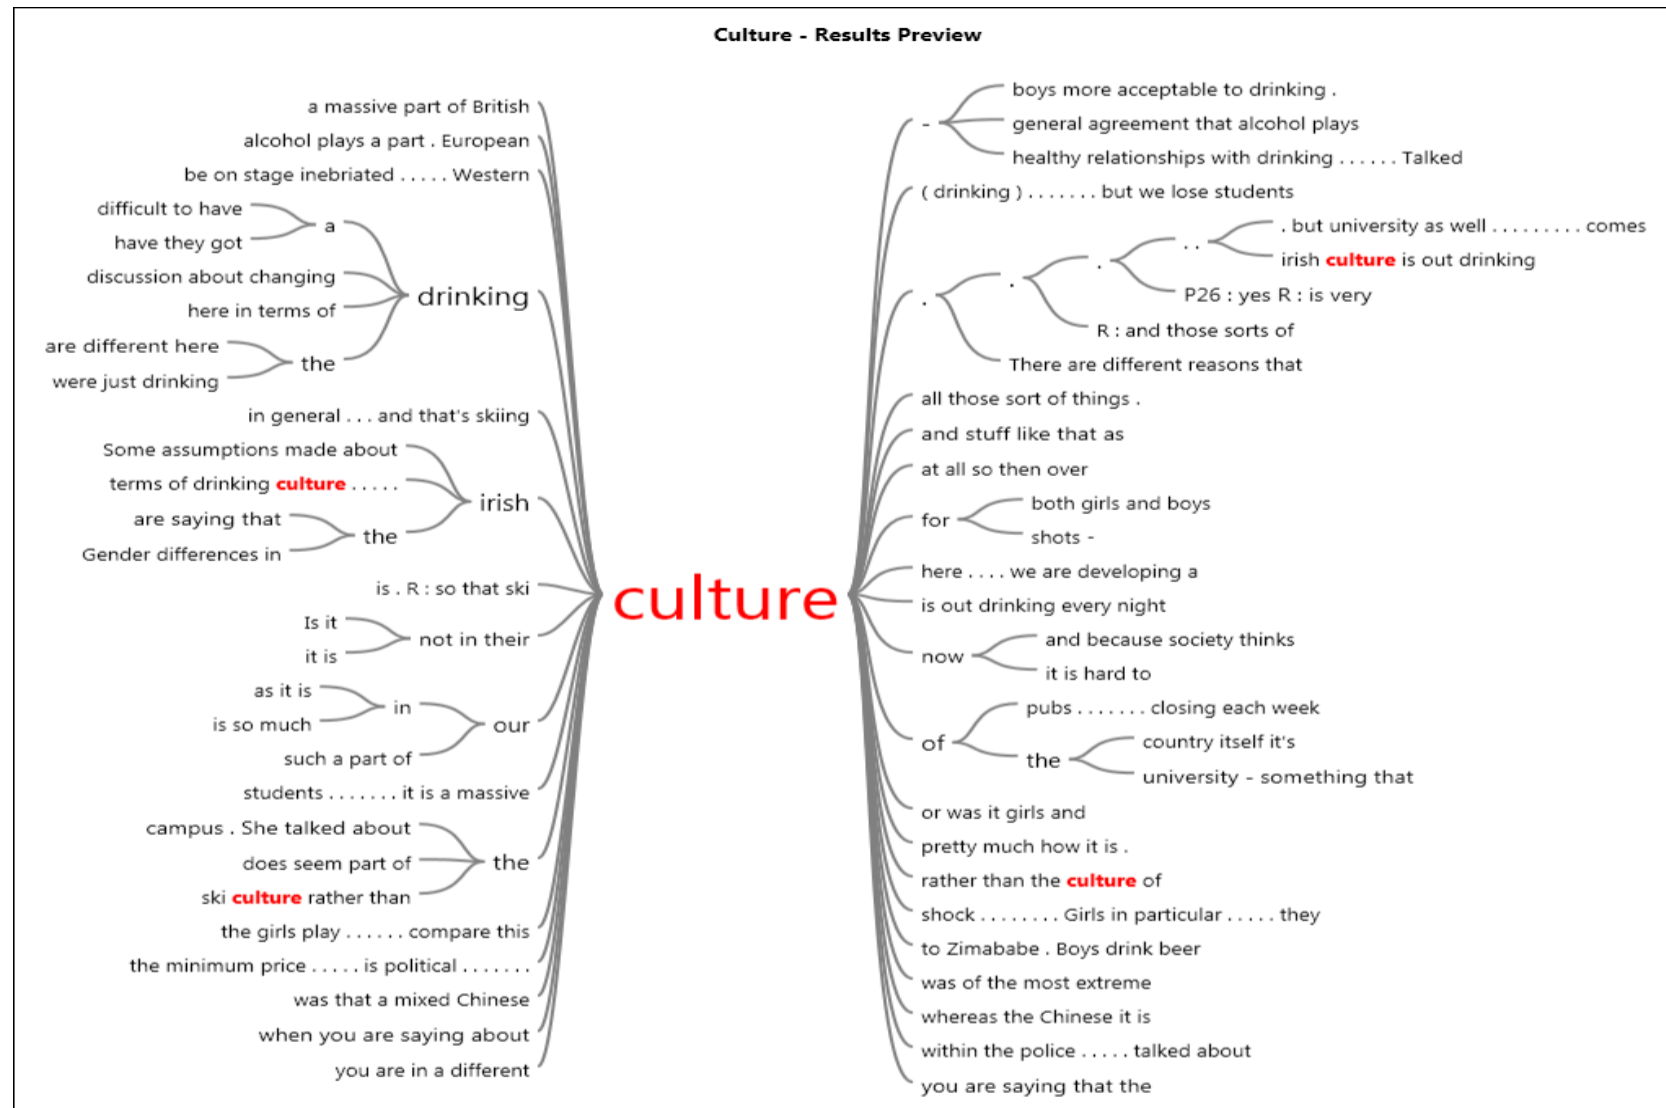 Culture - Results Preview
a massive part of British
alcohol plays a part . European
be on stage inebriated . . . . . Western
difficult to have
have they got
a
discussion about changing
here in terms of
are different here
were just drinking
the
drinking
in general . . . and that's skiing
Some assumptions made about
terms of drinking culture . . . . .
are saying that
Gender differences in
the
irish
is . R : so that ski
Is it
it is
not in their
as it is
is so much
in
such a part of
our
students . . . . . . . it is a massive
campus . She talked about
does seem part of
ski culture rather than
the
the girls play . . . . . . compare this
the minimum price . . . . . is political . . . . . . .
was that a mixed Chinese
when you are saying about
you are in a different
culture
-
boys more acceptable to drinking .
general agreement that alcohol plays
healthy relationships with drinking . . . . . . Talked
( drinking ) . . . . . . . but we lose students
.
.
.
. .
. but university as well . . . . . . . . . comes
irish culture is out drinking
P26 : yes R : is very
R : and those sorts of
There are different reasons that
all those sort of things .
and stuff like that as
at all so then over
for
both girls and boys
shots -
here . . . . we are developing a
is out drinking every night
now
and because society thinks
it is hard to
of
pubs . . . . . . . closing each week
the
country itself it's
university - something that
or was it girls and
pretty much how it is .
rather than the culture of
shock . . . . . . . . Girls in particular . . . . . they
to Zimababe . Boys drink beer
was of the most extreme
whereas the Chinese it is
within the police . . . . . talked about
you are saying that the